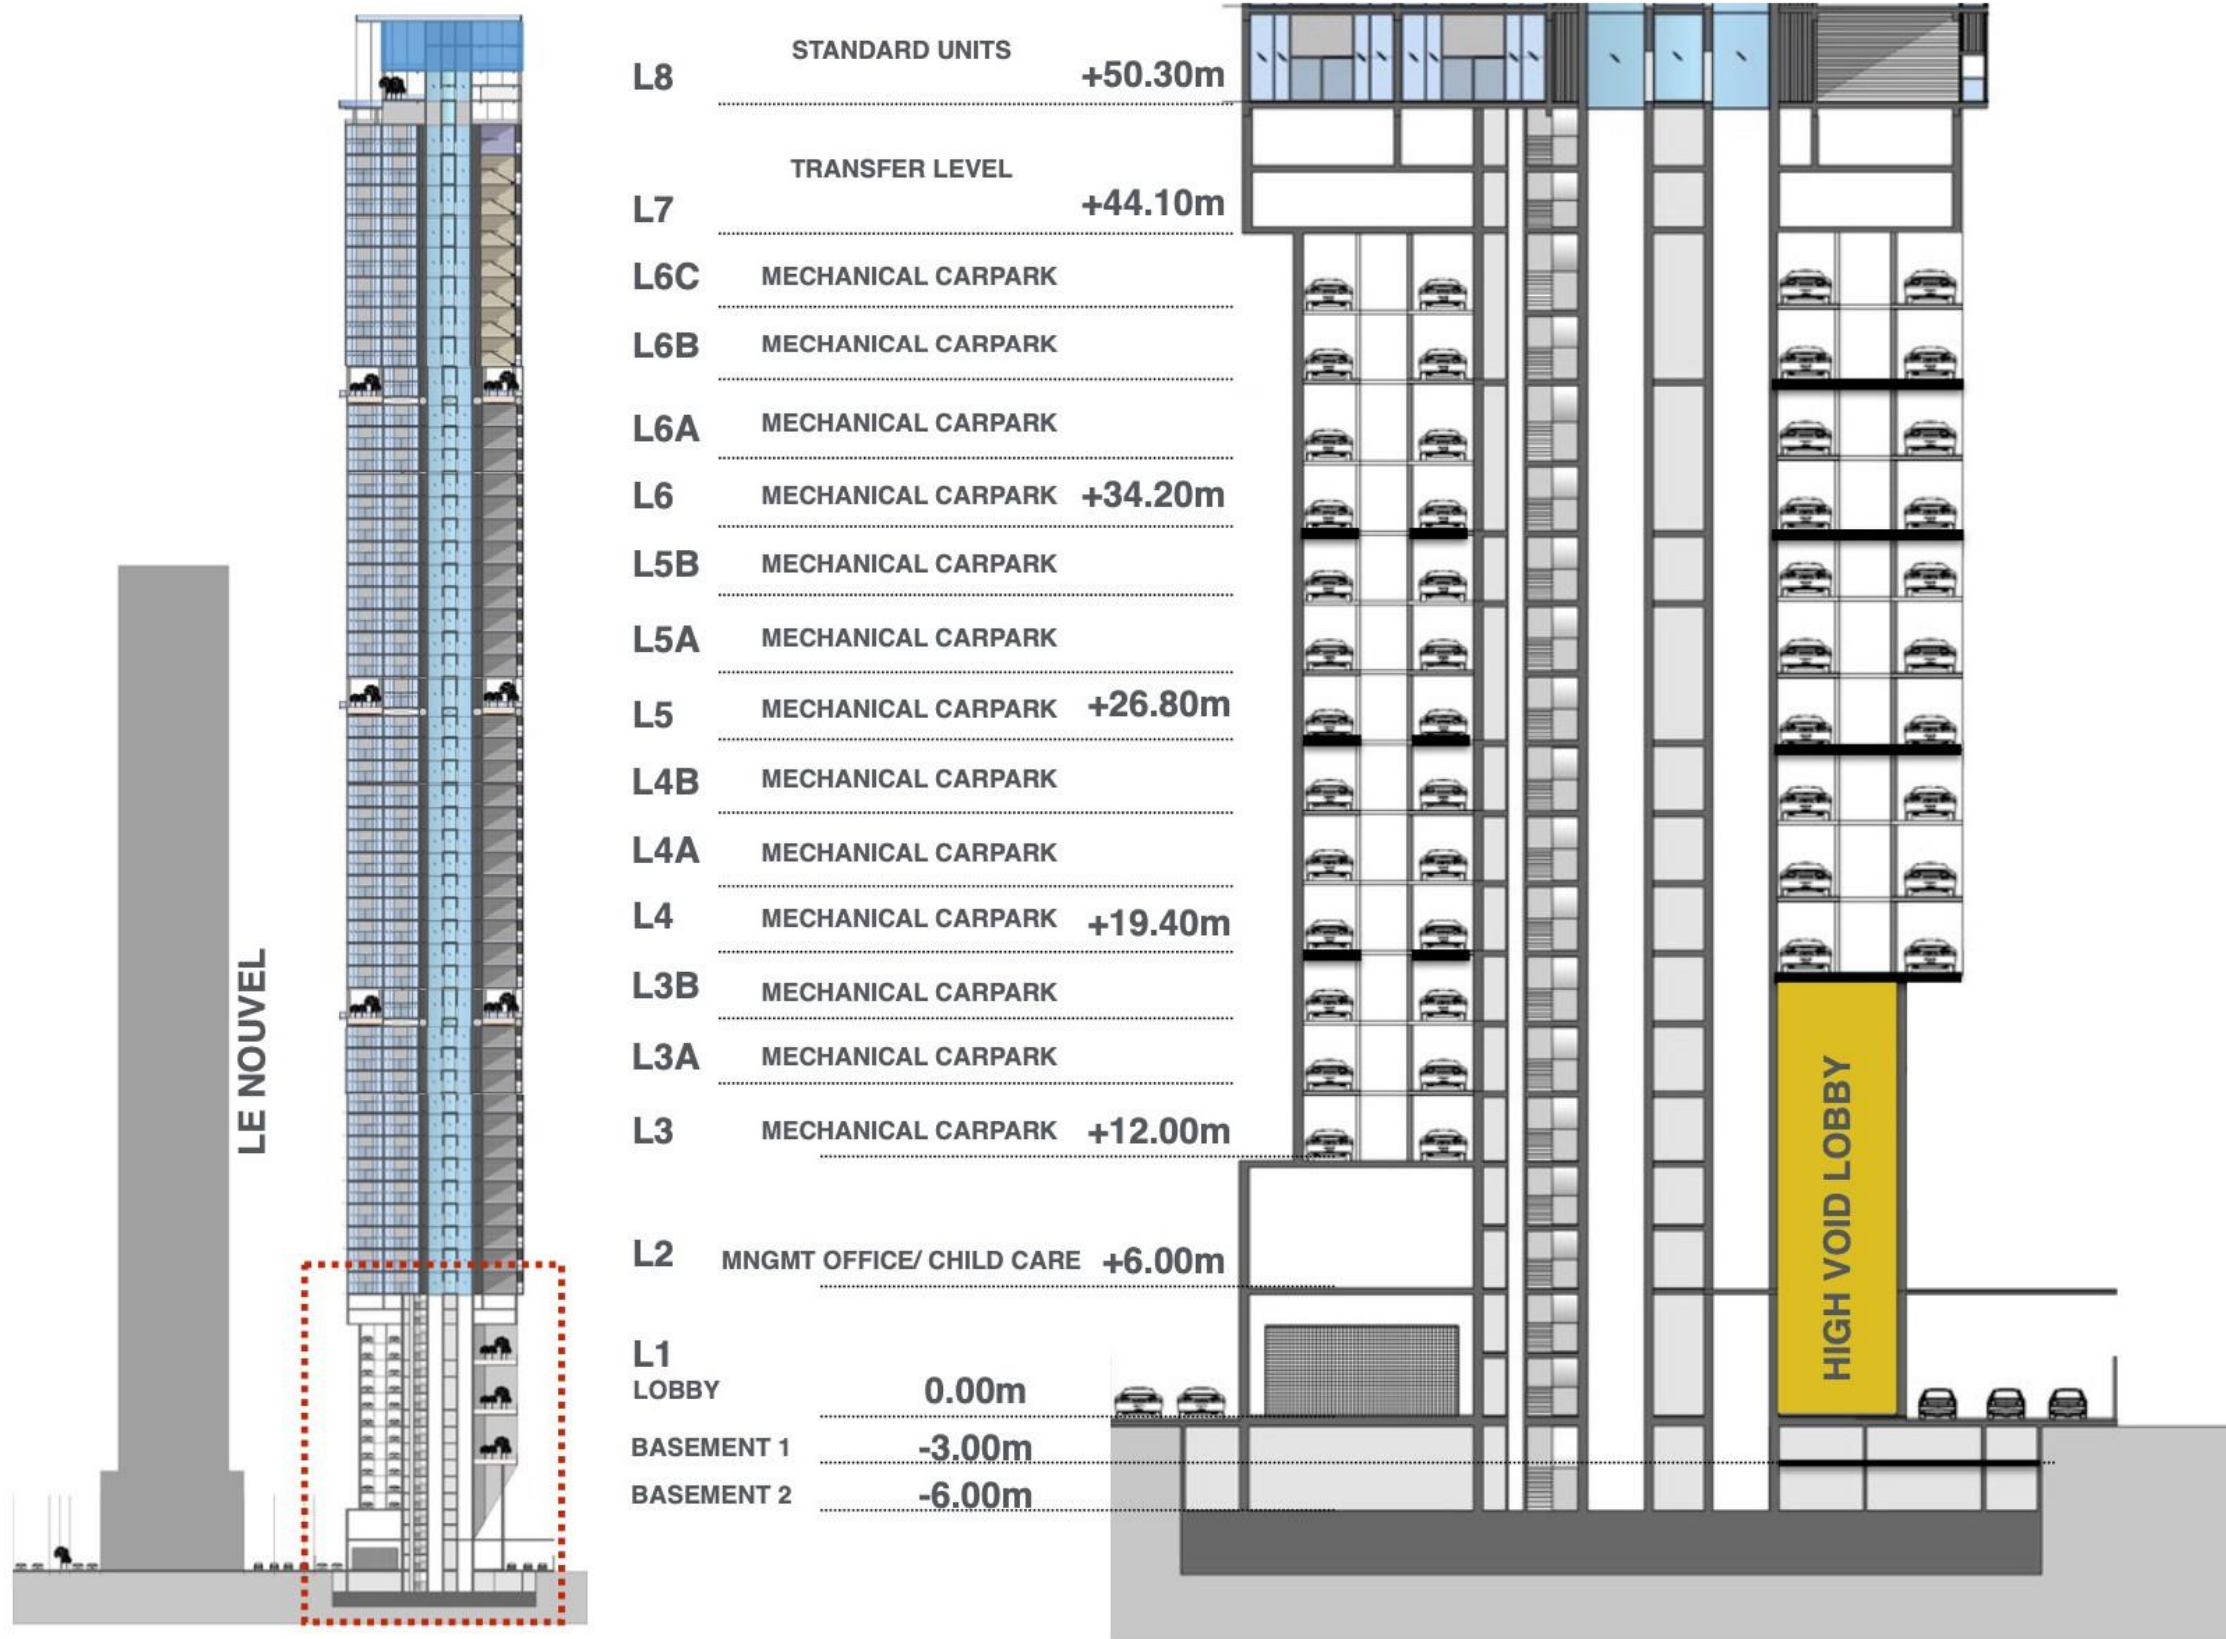 LE NOUVEL
L8 STANDARD UNITS +50.30m
L7 TRANSFER LEVEL +44.10m
L6C MECHANICAL CARPARK
L6B MECHANICAL CARPARK
L6A MECHANICAL CARPARK
L6 MECHANICAL CARPARK +34.20m
L5B MECHANICAL CARPARK
L5A MECHANICAL CARPARK
L5 MECHANICAL CARPARK +26.80m
L4B MECHANICAL CARPARK
L4A MECHANICAL CARPARK
L4 MECHANICAL CARPARK +19.40m
L3B MECHANICAL CARPARK
L3A MECHANICAL CARPARK
L3 MECHANICAL CARPARK +12.00m
L2 MNGMT OFFICE/ CHILD CARE +6.00m
L1
LOBBY 0.00m
BASEMENT 1 -3.00m
BASEMENT 2 -6.00m
HIGH VOID LOBBY